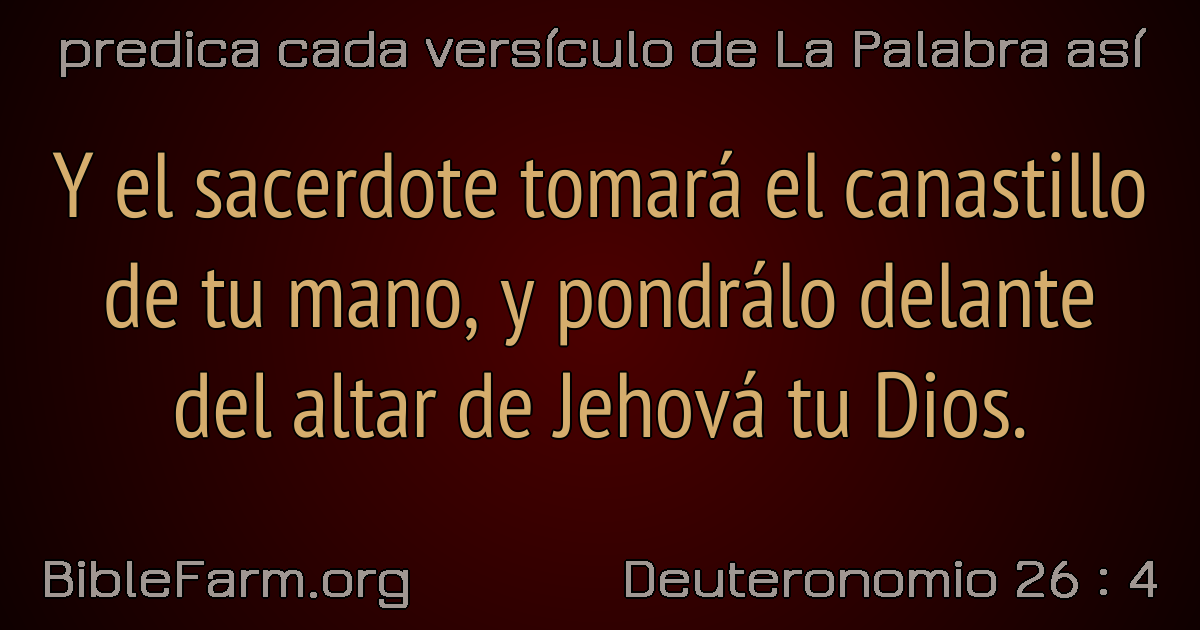 predica cada versículo de La Palabra así
Y el sacerdote tomará el canastillo
de tu mano, y pondrálo delante
del altar de Jehová tu Dios.
BibleFarm.org
Deuteronomio 26 : 4